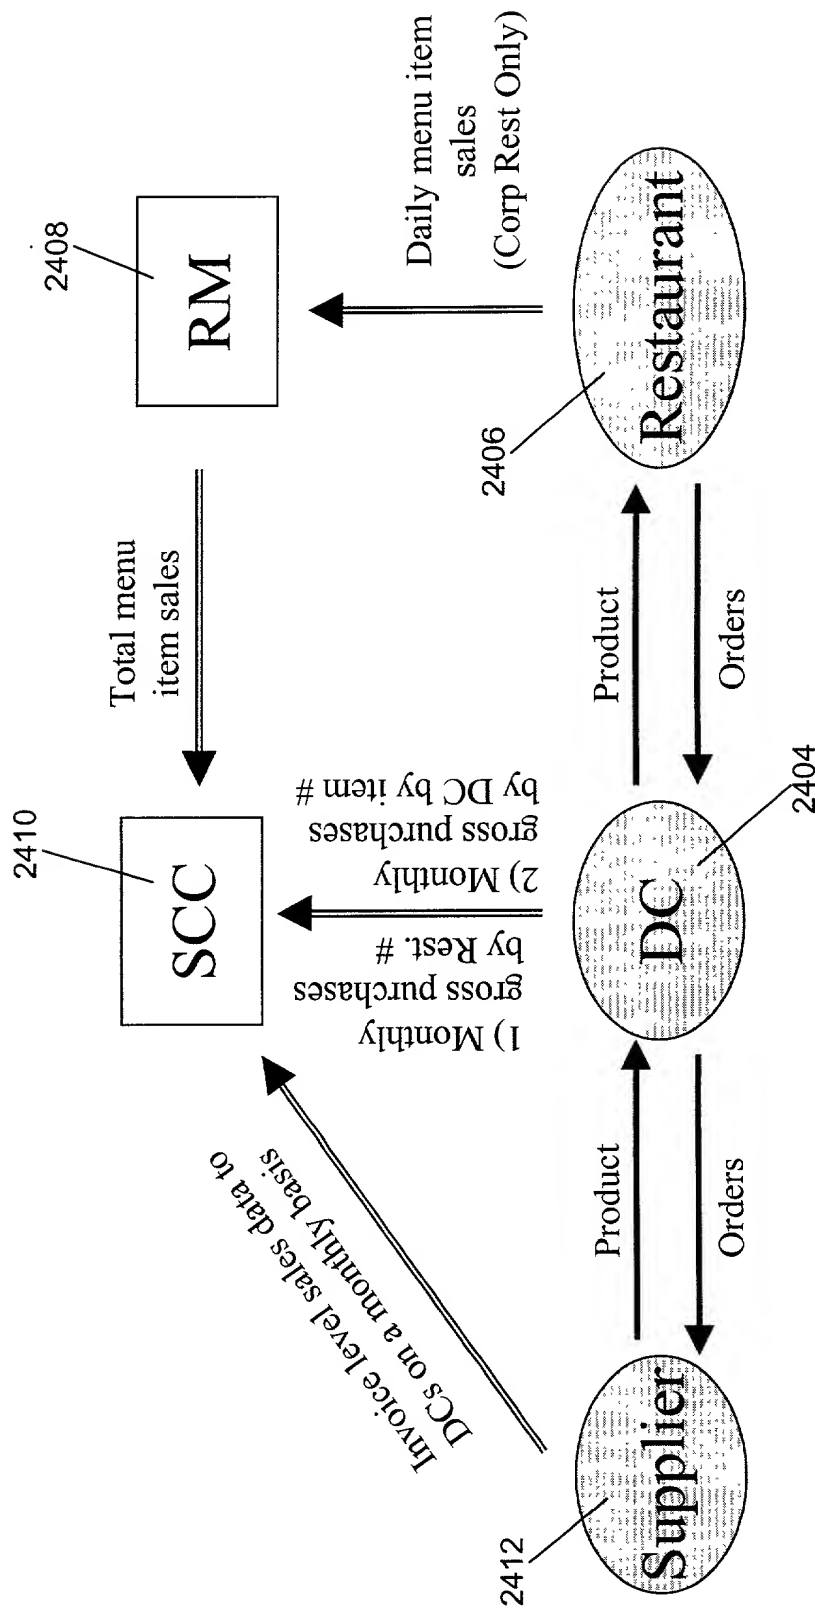 2410
SCC
Total menu
item sales
2408
RM
Invoice level sales data to
DCs on a monthly basis
1) Monthly
gross purchases
by Rest. #
2) Monthly
gross purchases
by DC by item #
Daily menu item
sales
(Corp Rest Only)
2412
Supplier
Product
Orders
DC
2404
Product
Orders
2406
Restaurant